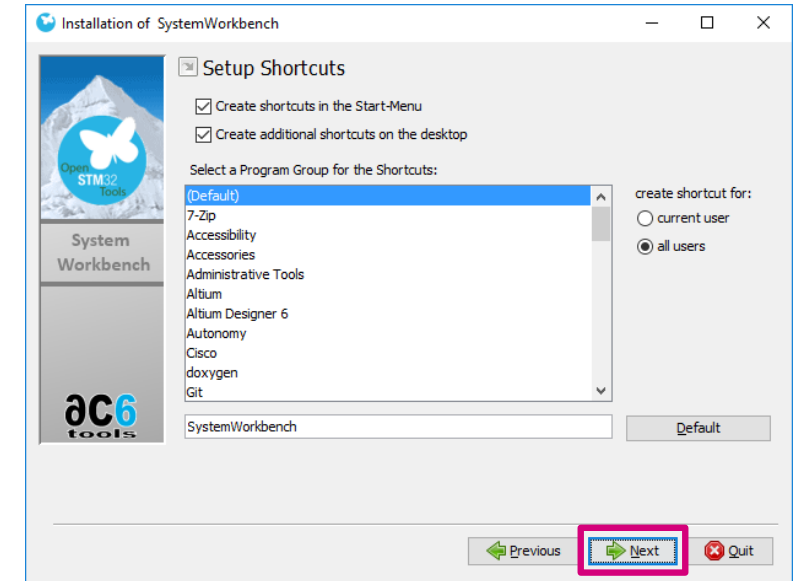 Installation of SystemWorkbench
Open
STM32
Tools
System
Workbench
ac6
tools
Setup Shortcuts
Create shortcuts in the Start-Menu
Create additional shortcuts on the desktop
Select a Program Group for the Shortcuts:
(Default)
7-Zip
Accessibility
Accessories
Administrative Tools
Altium
Altium Designer 6
Autonomy
Cisco
doxygen
Git
SystemWorkbench
create shortcut for:
current user
all users
Default
Previous
Next
Quit